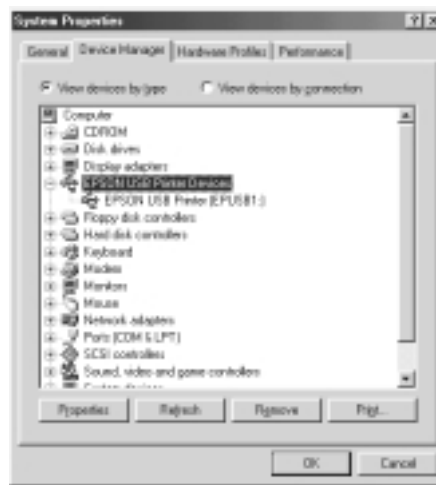 System Properties
General Device Manager Hardware Profiles Performance
View devices by type View devices by connection
Computer
CDROM
Disk drives
Display adapters
EPSON USB Printer Devices
EPSON USB Printer (EPUSB1:)
Floppy disk controllers
Hard disk controllers
Keyboard
Modem
Monitors
Mouse
Network adapters
Ports (COM & LPT)
SCSI controllers
Sound, video and game controllers
System devices
Properties Refresh Remove Print...
OK Cancel